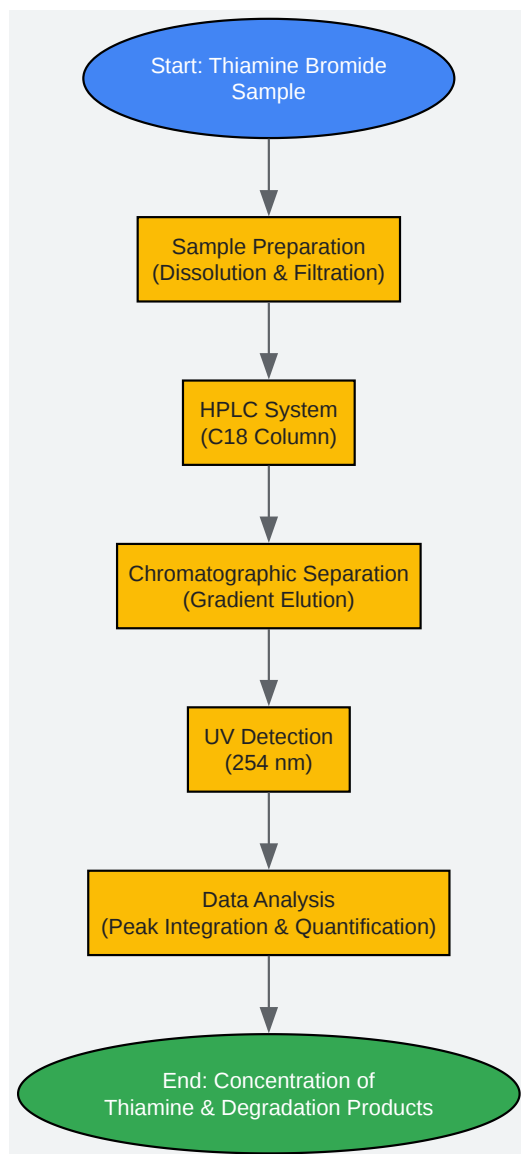 Start: Thiamine Bromide
Sample
Sample Preparation
(Dissolution & Filtration)
HPLC System
(C18 Column)
Chromatographic Separation
(Gradient Elution)
UV Detection
(254 nm)
Data Analysis
(Peak Integration & Quantification)
End: Concentration of
Thiamine & Degradation Products